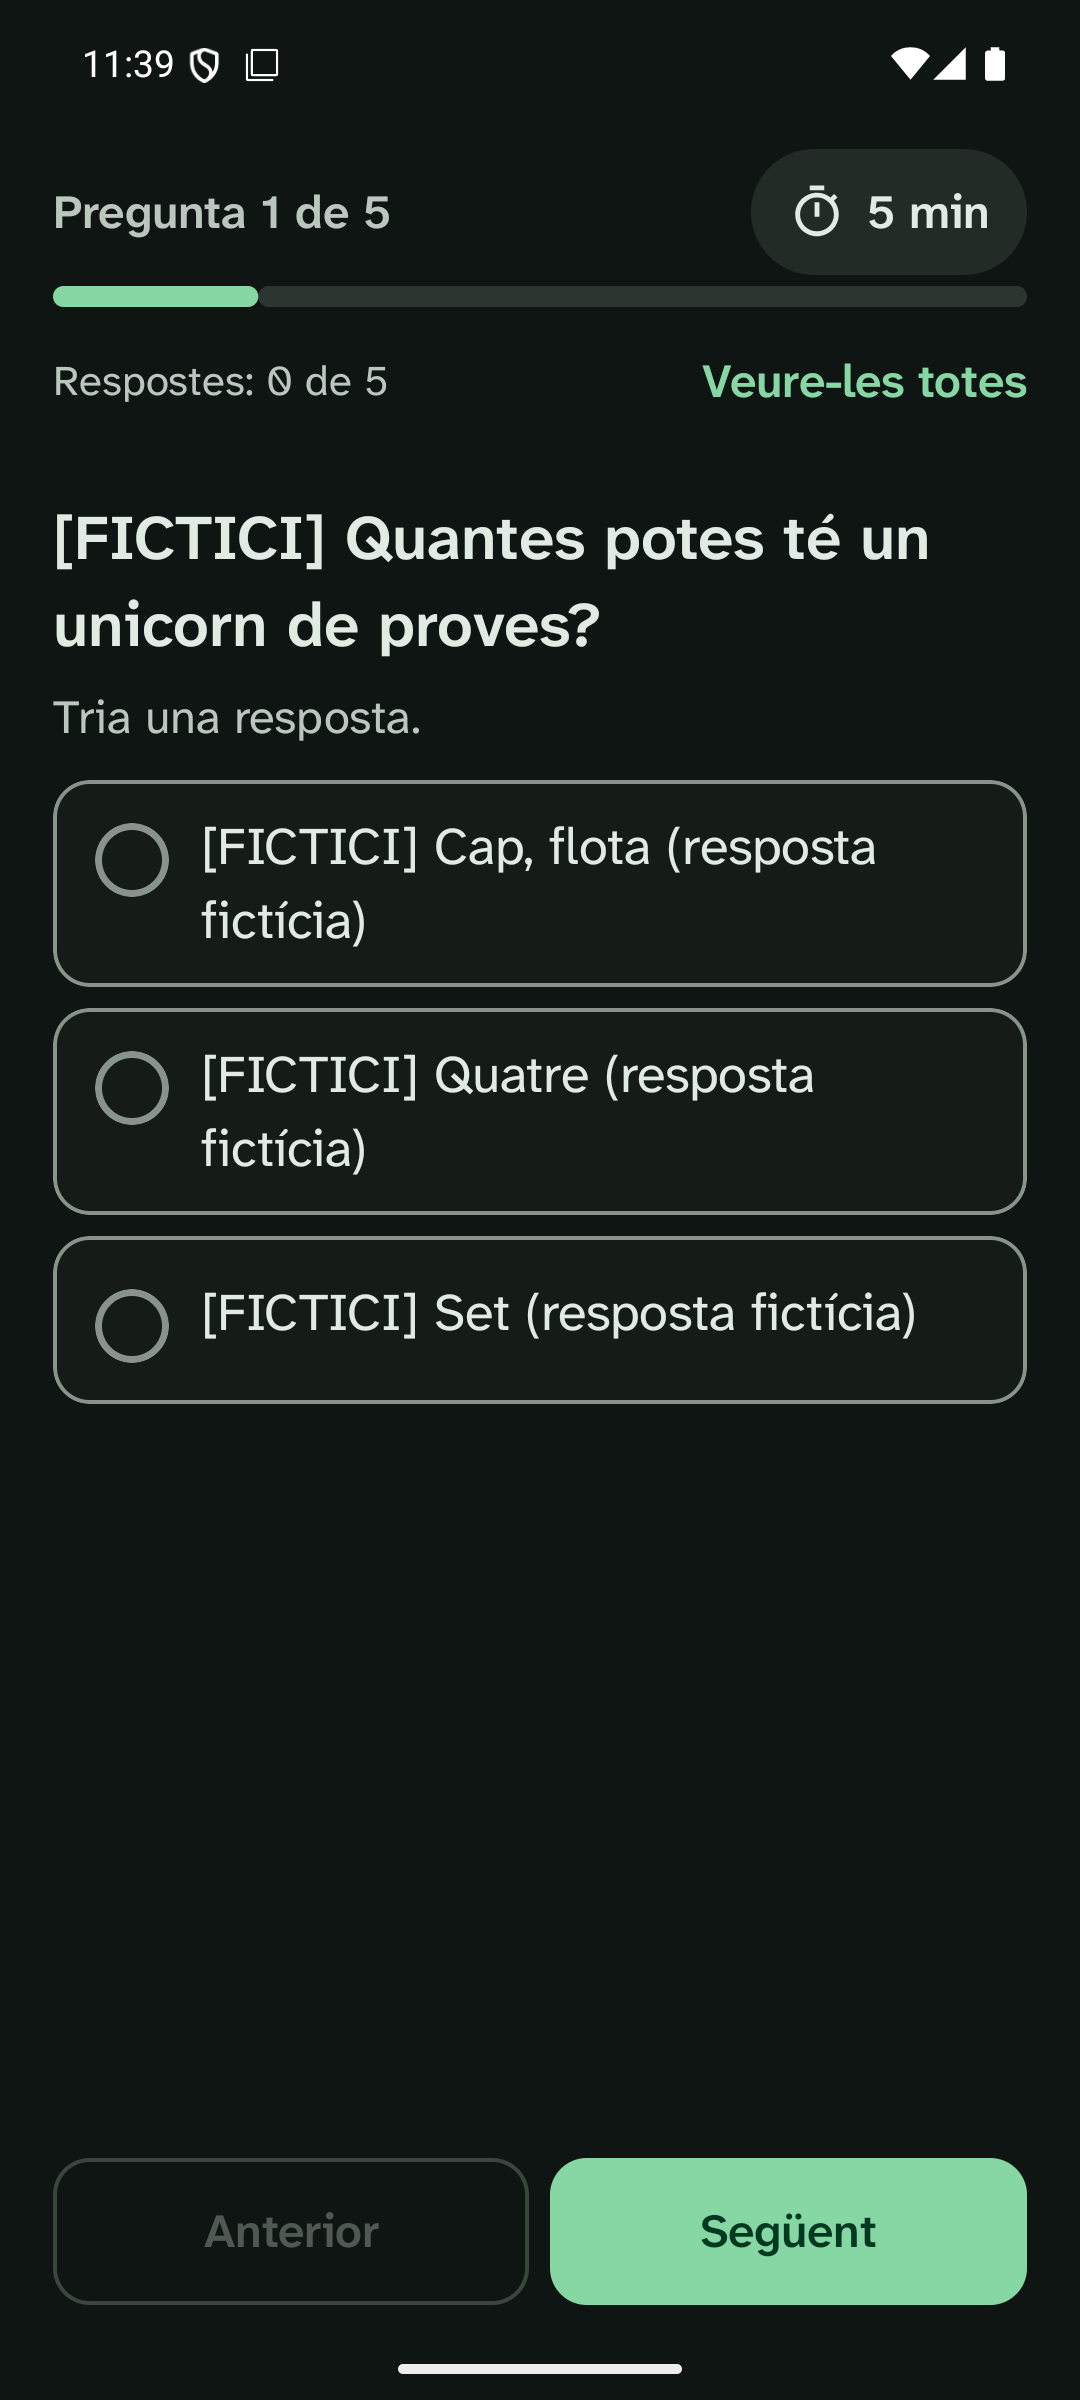 11:39
Pregunta 1 de 5
5 min
Respostes: 0 de 5
Veure-les totes
[FICTICI] Quantes potes té un
unicorn de proves?
Tria una resposta.
[FICTICI] Cap, flota (resposta
fictícia)
[FICTICI] Quatre (resposta
fictícia)
[FICTICI] Set (resposta fictícia)
Anterior
Següent